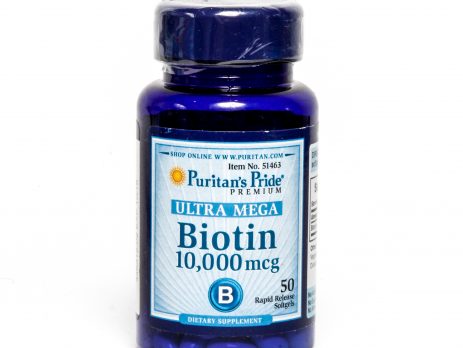 SHOP ONLINE WWW.PURITAN.COM
Item No. 51463
Puritan's Pride®
PREMIUM
ULTRA MEGA
Biotin
10,000 mcg
B
50
Rapid Release
Softgels
DIETARY SUPPLEMENT